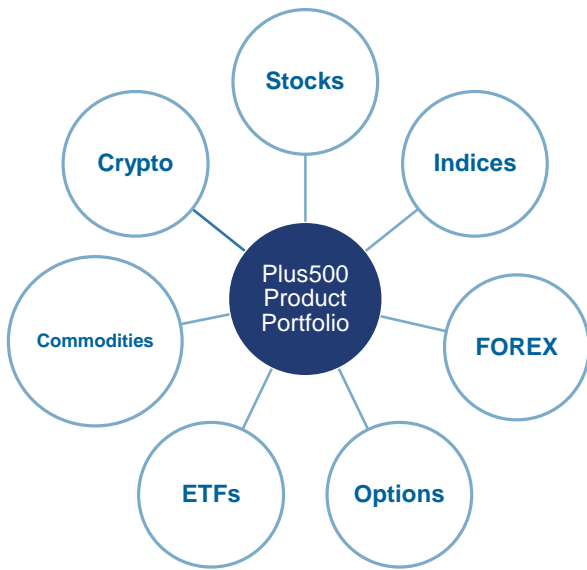 Stocks
Crypto
Indices
Plus500
Product
Portfolio
Commodities
FOREX
ETFs
Options